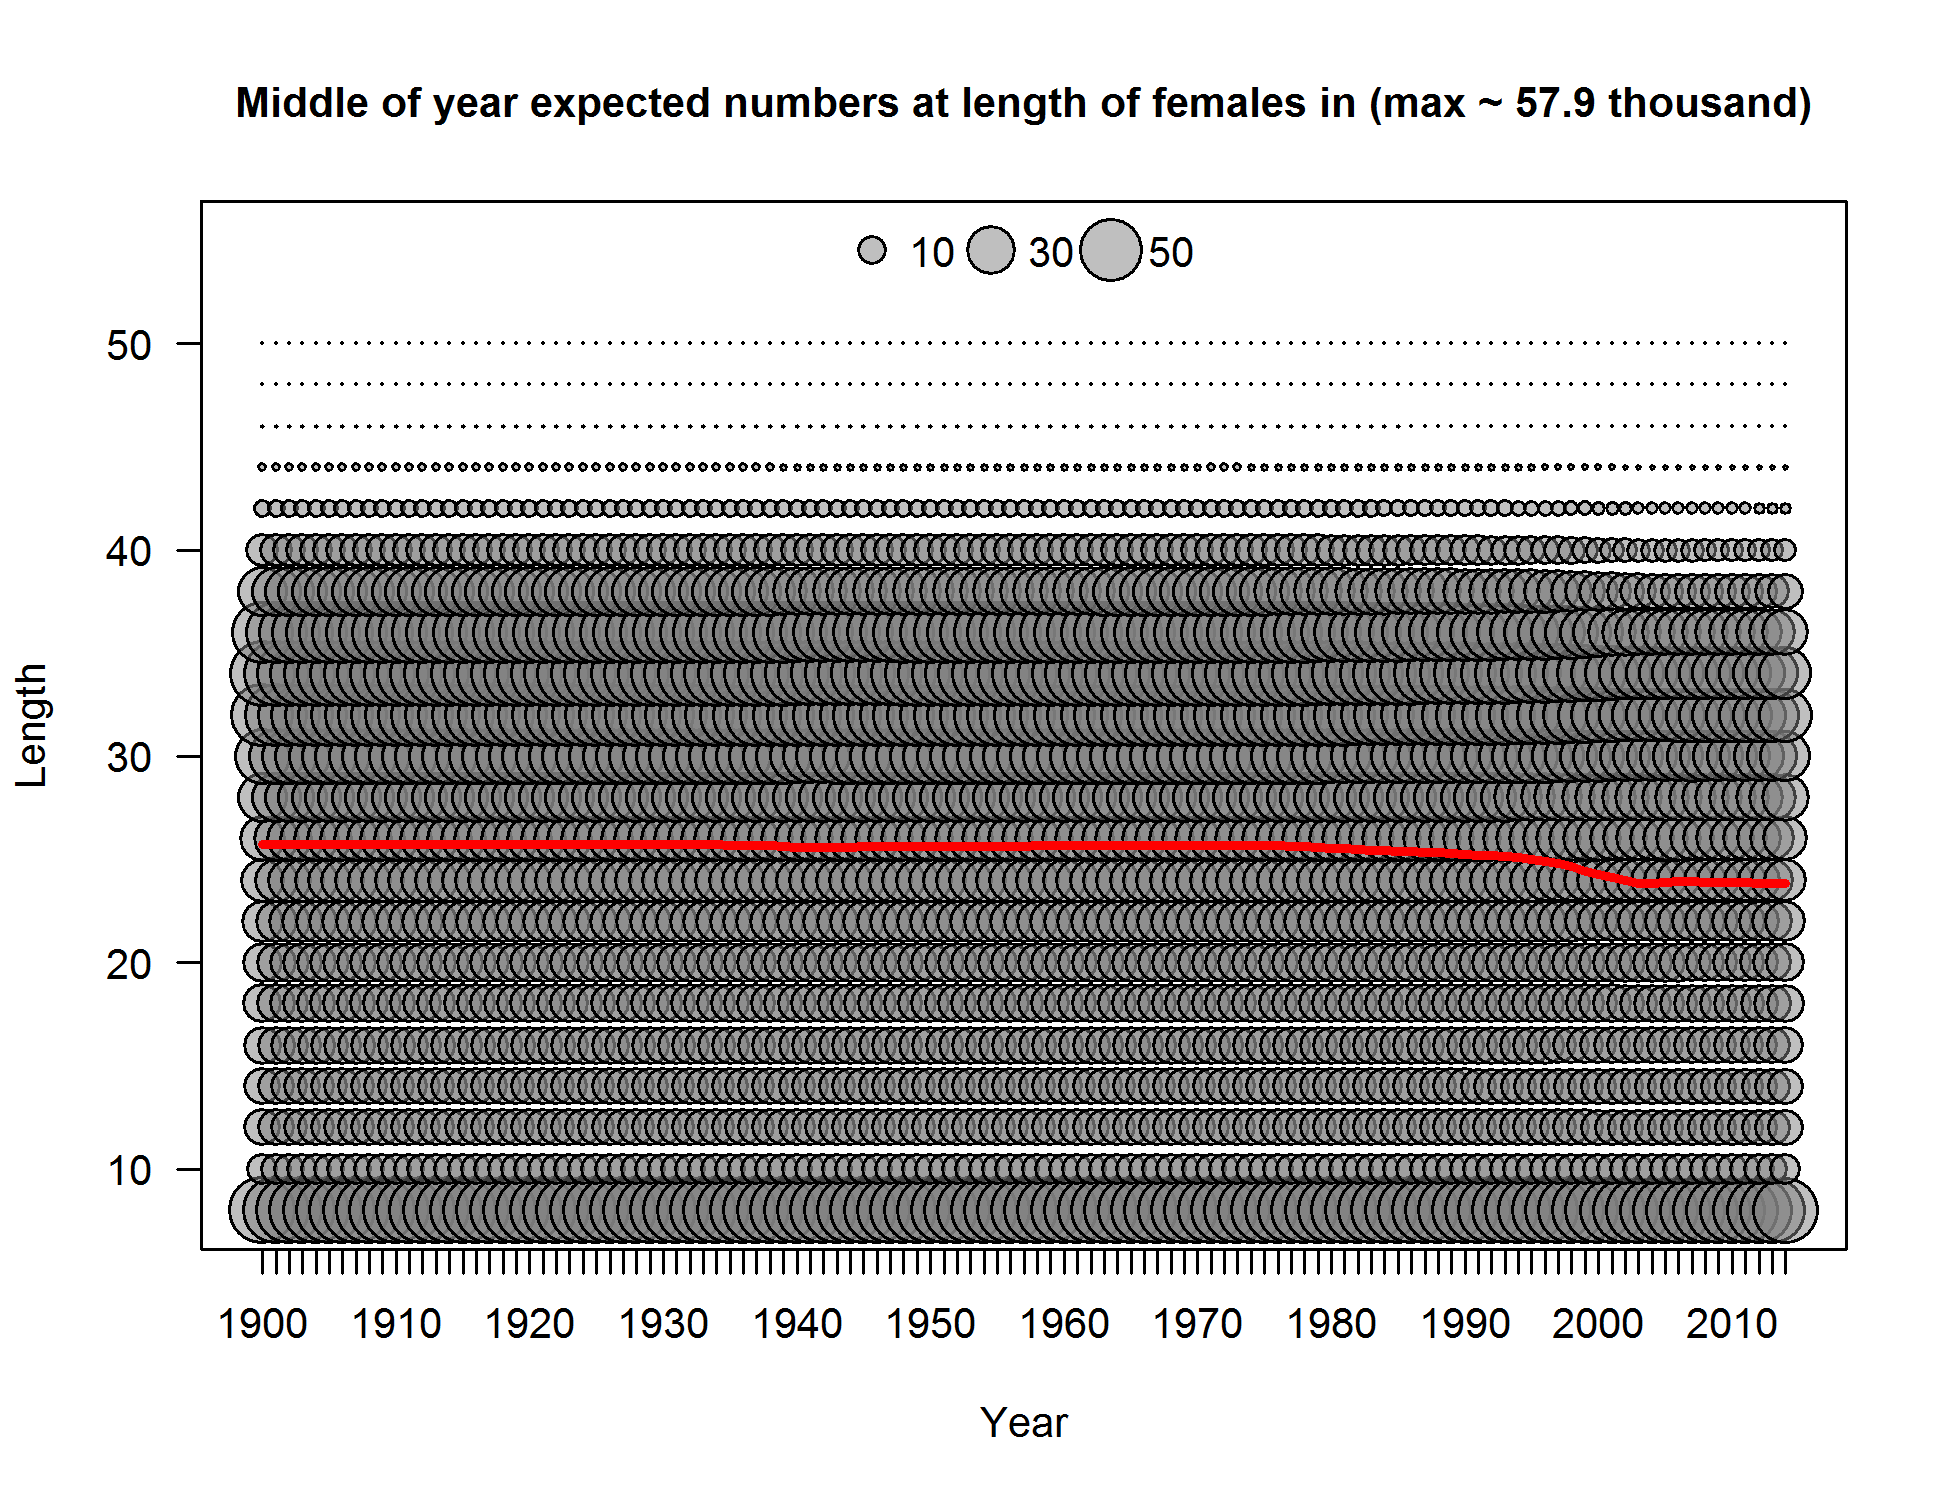 Middle of year expected numbers at length of females in (max ~ 57.9 thousand)
10 30 50
50
40
30
20
10
Length
1900 1910 1920 1930 1940 1950 1960 1970 1980 1990 2000 2010
Year